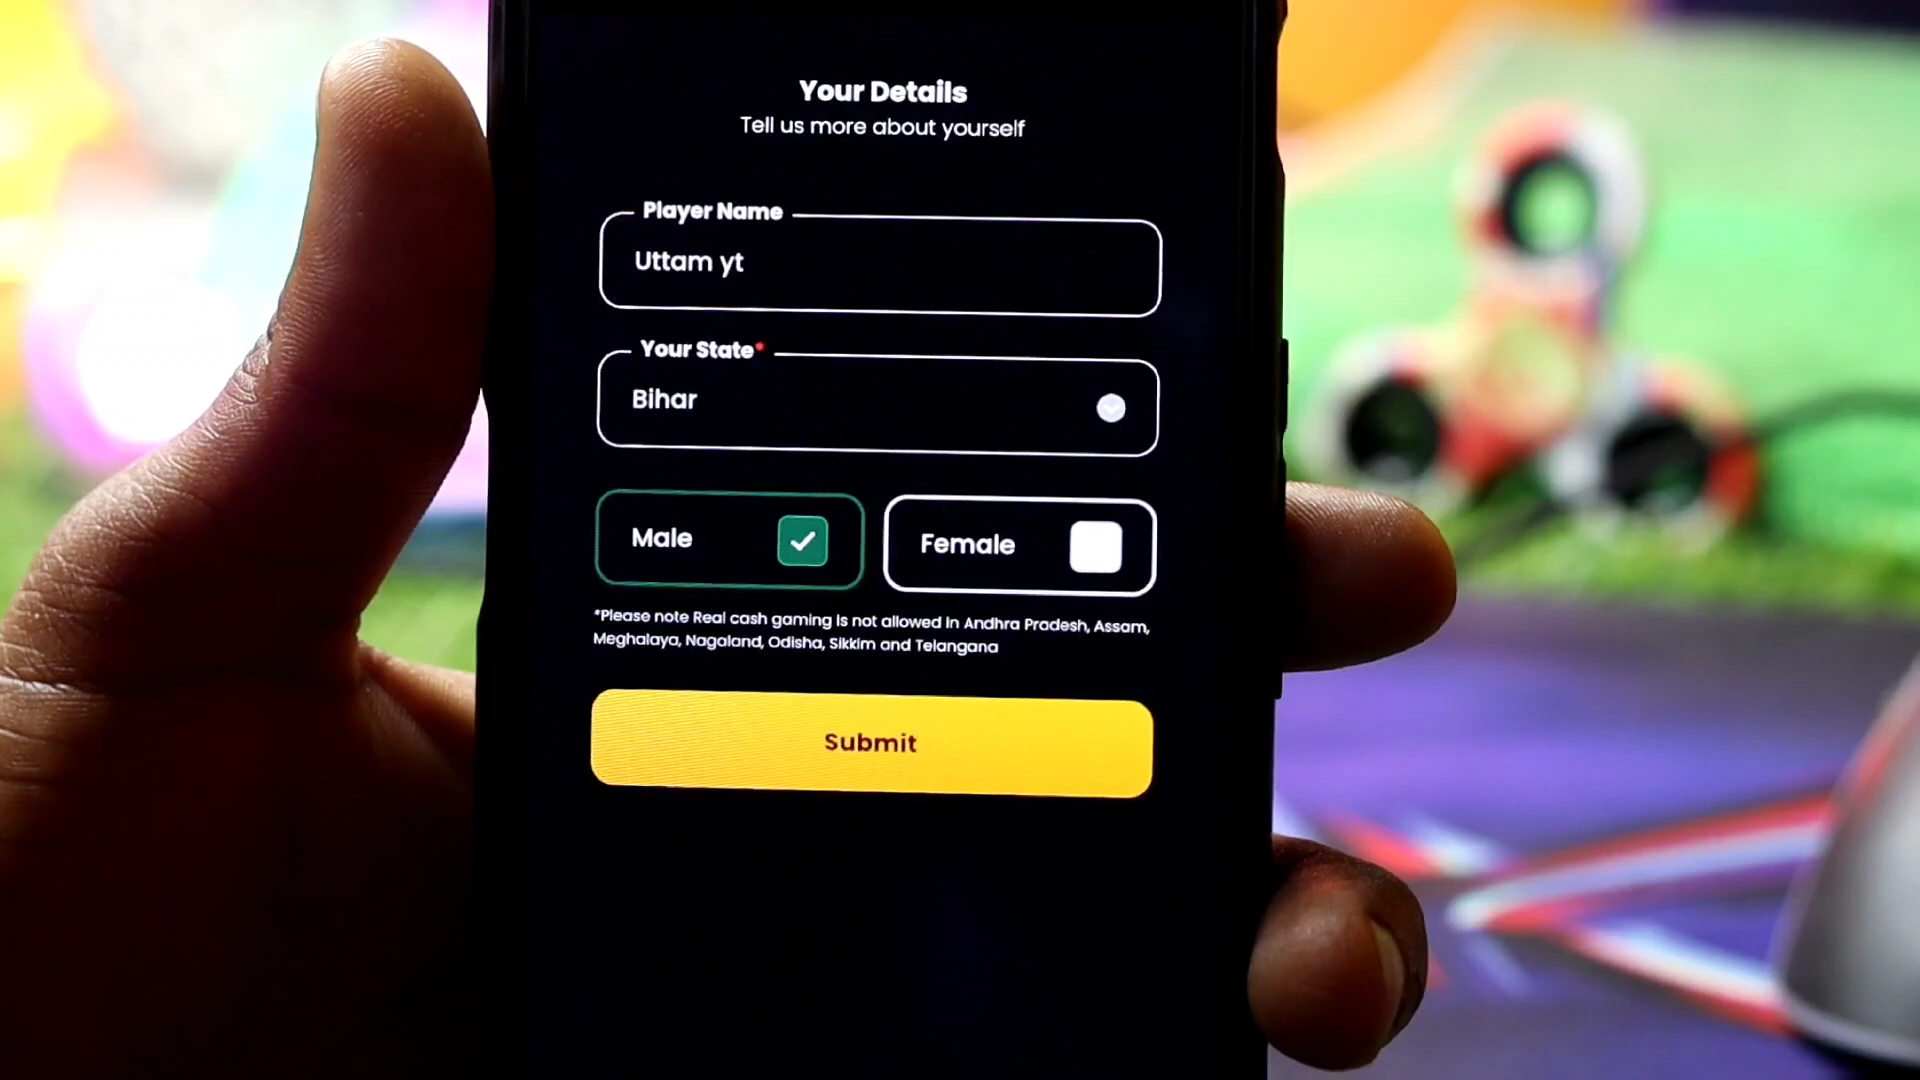 Your Details
Tell us more about yourself
Player Name
Uttam yt
Your State*
Bihar
Male
Female
*Please note Real cash gaming is not allowed in Andhra Pradesh, Assam,
Meghalaya, Nagaland, Odisha, Sikkim and Telangana
Submit